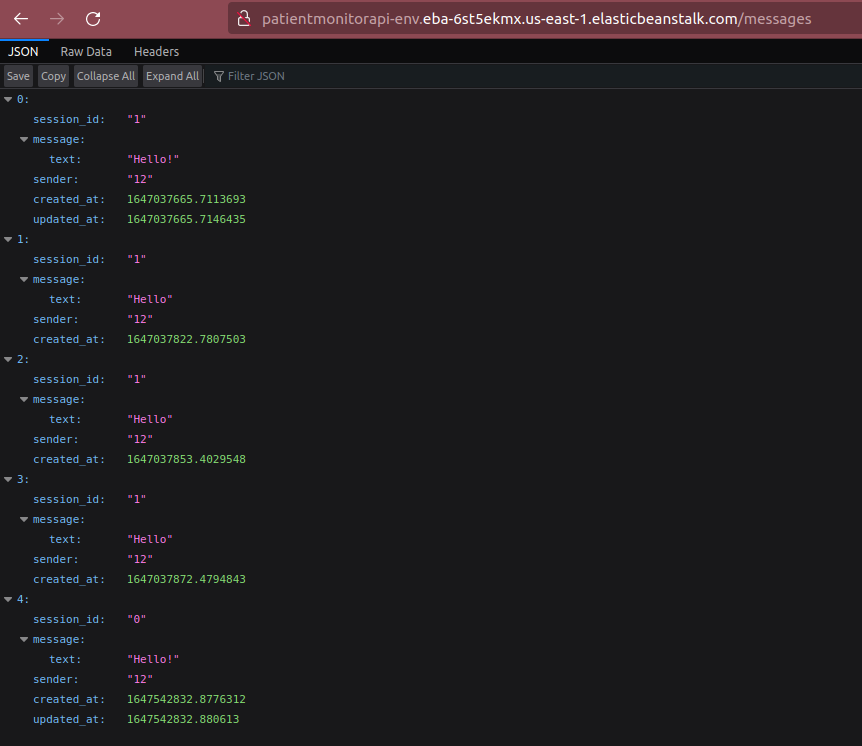 patientmonitorapi-env.eba-6st5ekmx.us-east-1.elasticbeanstalk.com/messages
JSON Raw Data Headers
Save Copy Collapse All Expand All Filter JSON
0:
session_id: "1"
message:
text: "Hello!"
sender: "12"
created_at: 1647037665.7113693
updated_at: 1647037665.7146435
1:
session_id: "1"
message:
text: "Hello"
sender: "12"
created_at: 1647037822.7807503
2:
session_id: "1"
message:
text: "Hello"
sender: "12"
created_at: 1647037853.4029548
3:
session_id: "1"
message:
text: "Hello"
sender: "12"
created_at: 1647037872.4794843
4:
session_id: "0"
message:
text: "Hello!"
sender: "12"
created_at: 1647542832.8776312
updated_at: 1647542832.880613